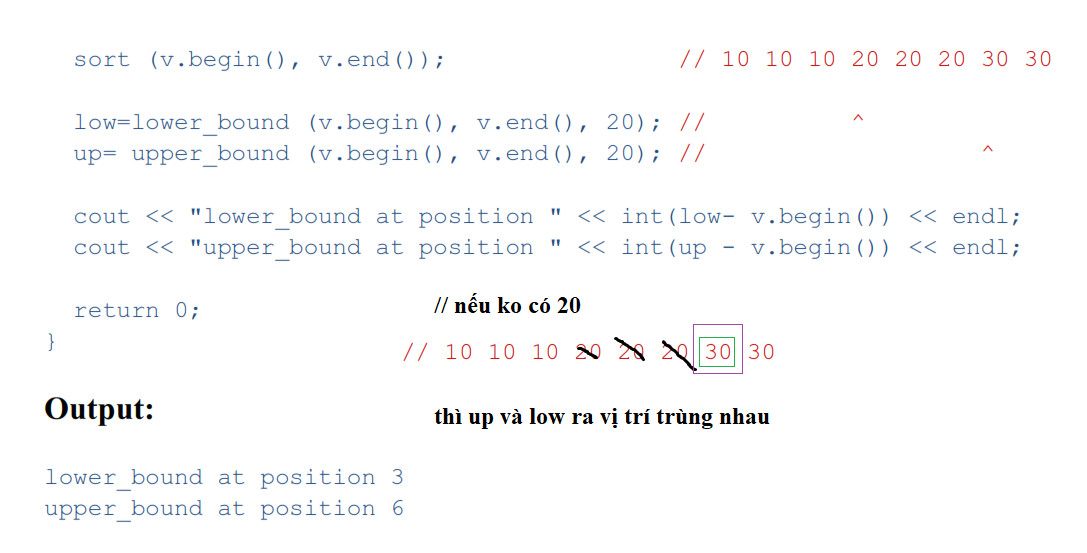 sort (v.begin(), v.end()); // 10 10 10 20 20 20 30 30
low=lower_bound (v.begin(), v.end(), 20); // ^
up= upper_bound (v.begin(), v.end(), 20); // ^
cout << "lower_bound at position " << int(low- v.begin()) << endl;
cout << "upper_bound at position " << int(up - v.begin()) << endl;
return 0;
}
// nếu ko có 20
// 10 10 10 20 20 20 30 30
thì up và low ra vị trí trùng nhau
Output:
lower_bound at position 3
upper_bound at position 6